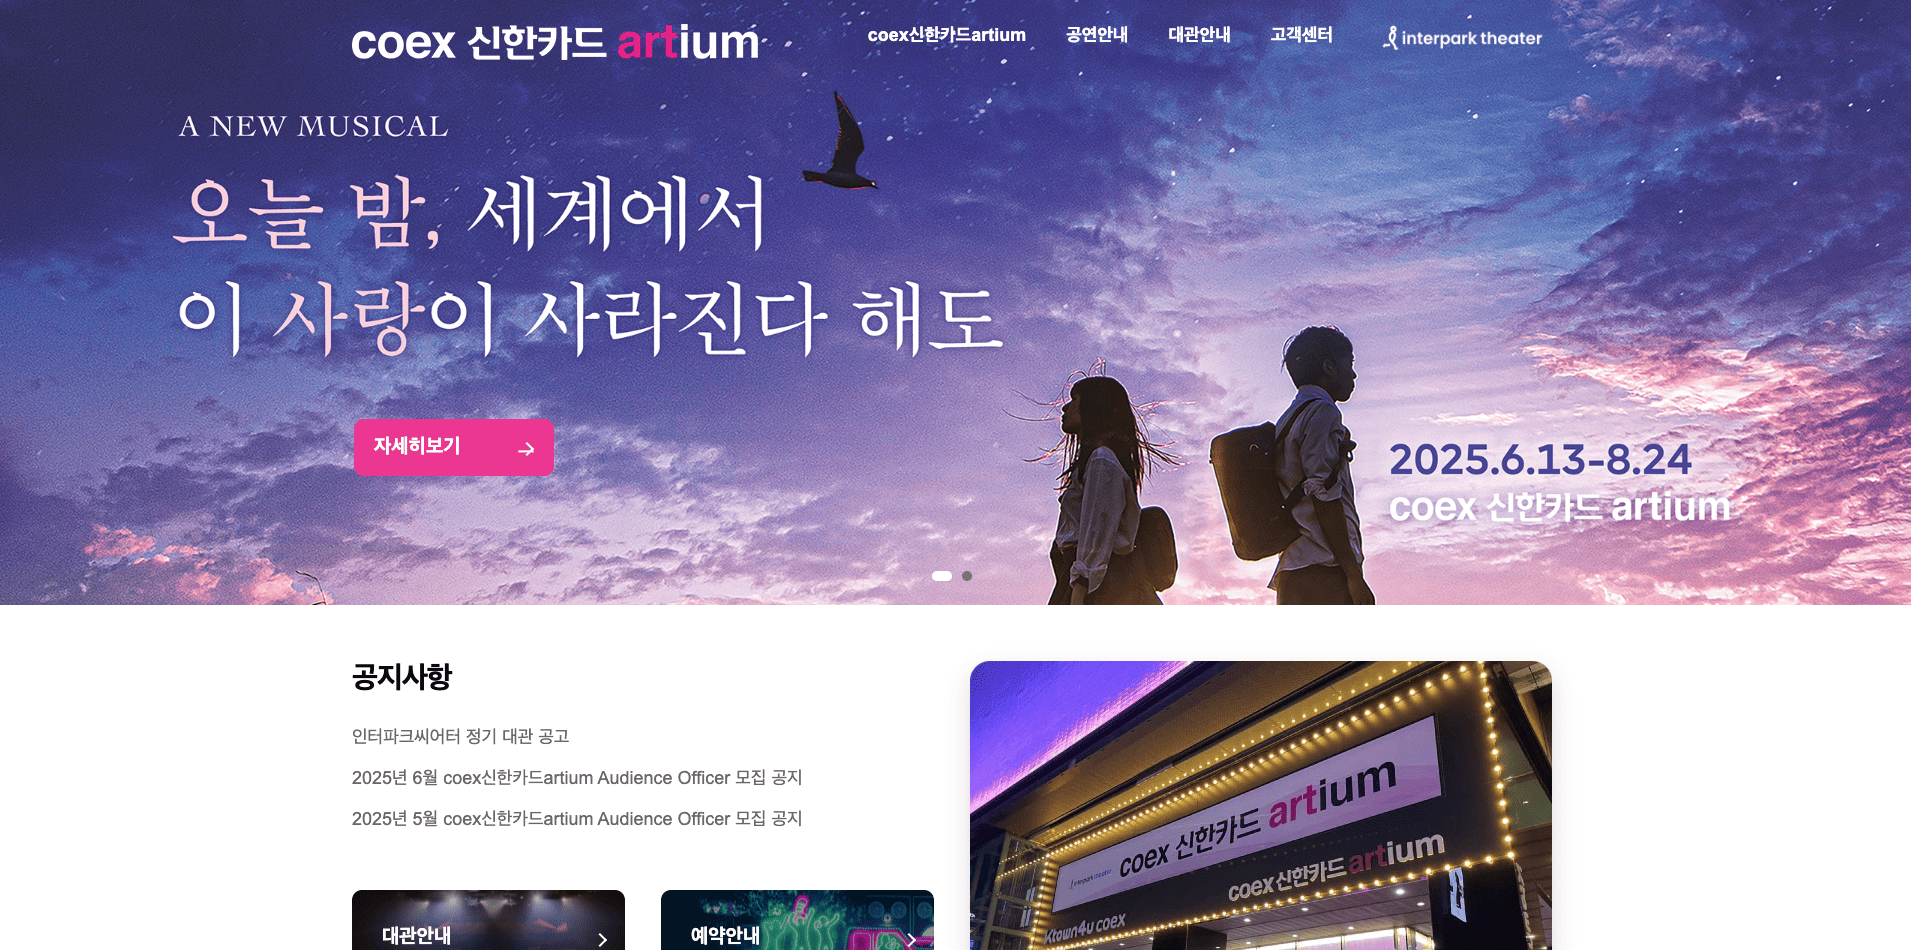 coex 신한카드 artium
coex신한카드artium 공연안내 대관안내 고객센터 interpark theater
A NEW MUSICAL
오늘 밤, 세계에서
이 사랑이 사라진다 해도
자세히보기
2025.6.13-8.24
coex 신한카드 artium
공지사항
인터파크씨어터 정기 대관 공고
2025년 6월 coex신한카드artium Audience Officer 모집 공지
2025년 5월 coex신한카드artium Audience Officer 모집 공지
대관안내
예약안내
interpark theater coex 신한카드 artium
coex 신한카드 artium
Ktown4u coex